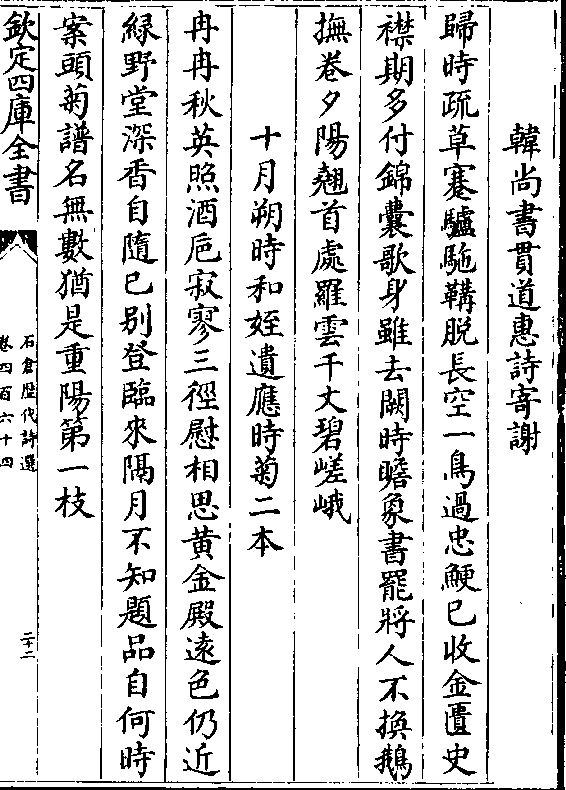 韓尚書貫道惠詩寄謝
歸時疏草蹇驢駞鞲脱長空一鳥過忠鯁已收金匱史
襟期多付錦囊歌身雖去闕時瞻象書罷將人不換鵝
撫卷夕陽翹首處羅雲千丈碧嵯峨
十月朔時和姪遺應時菊二本
冉冉秋英照酒巵寂寥三徑慰相思黄金殿逺色仍近
緑野堂深香自隨已别登臨來隔月不知題品自何時
案頭菊譜名無數猶是重陽第一枝
欽定四庫全書
石倉歴代詩選
卷四百六十四
二十二